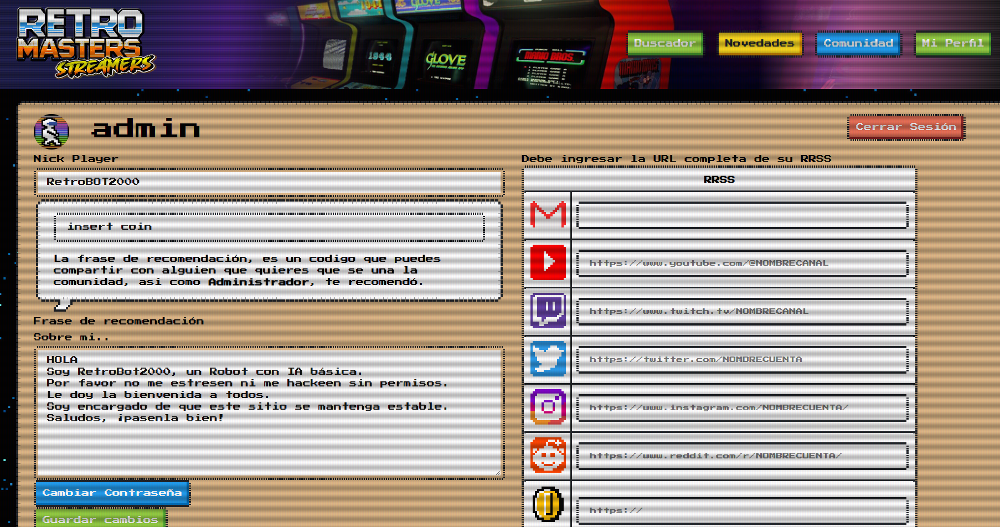 RETRO
MASTERS
STREAMERS
1944
GLOVE
GLOVE
MARIO BROS.
Buscador
Novedades
Comunidad
Mi Perfil
admin
Cerrar Sesión
Nick Player
RetroBOT2000
insert coin
La frase de recomendación, es un codigo que puedes
compartir con alguien que quieres que se una la
comunidad, asi como Administrador, te recomendó.
Frase de recomendación
Sobre mi..
HOLA
Soy RetroBot2000, un Robot con IA básica.
Por favor no me estresen ni me hackeen sin permisos.
Le doy la bienvenida a todos.
Soy encargado de que este sitio se mantenga estable.
Saludos, ¡pasenla bien!
Cambiar Contraseña
Guardar cambios
Debe ingresar la URL completa de su RRSS
RRSS
https://www.youtube.com/@NOMBRECANAL
https://www.twitch.tv/NOMBRECANAL
https://twitter.com/NOMBRECUENTA
https://www.instagram.com/NOMBRECUENTA/
https://www.reddit.com/r/NOMBRECUENTA/
https://